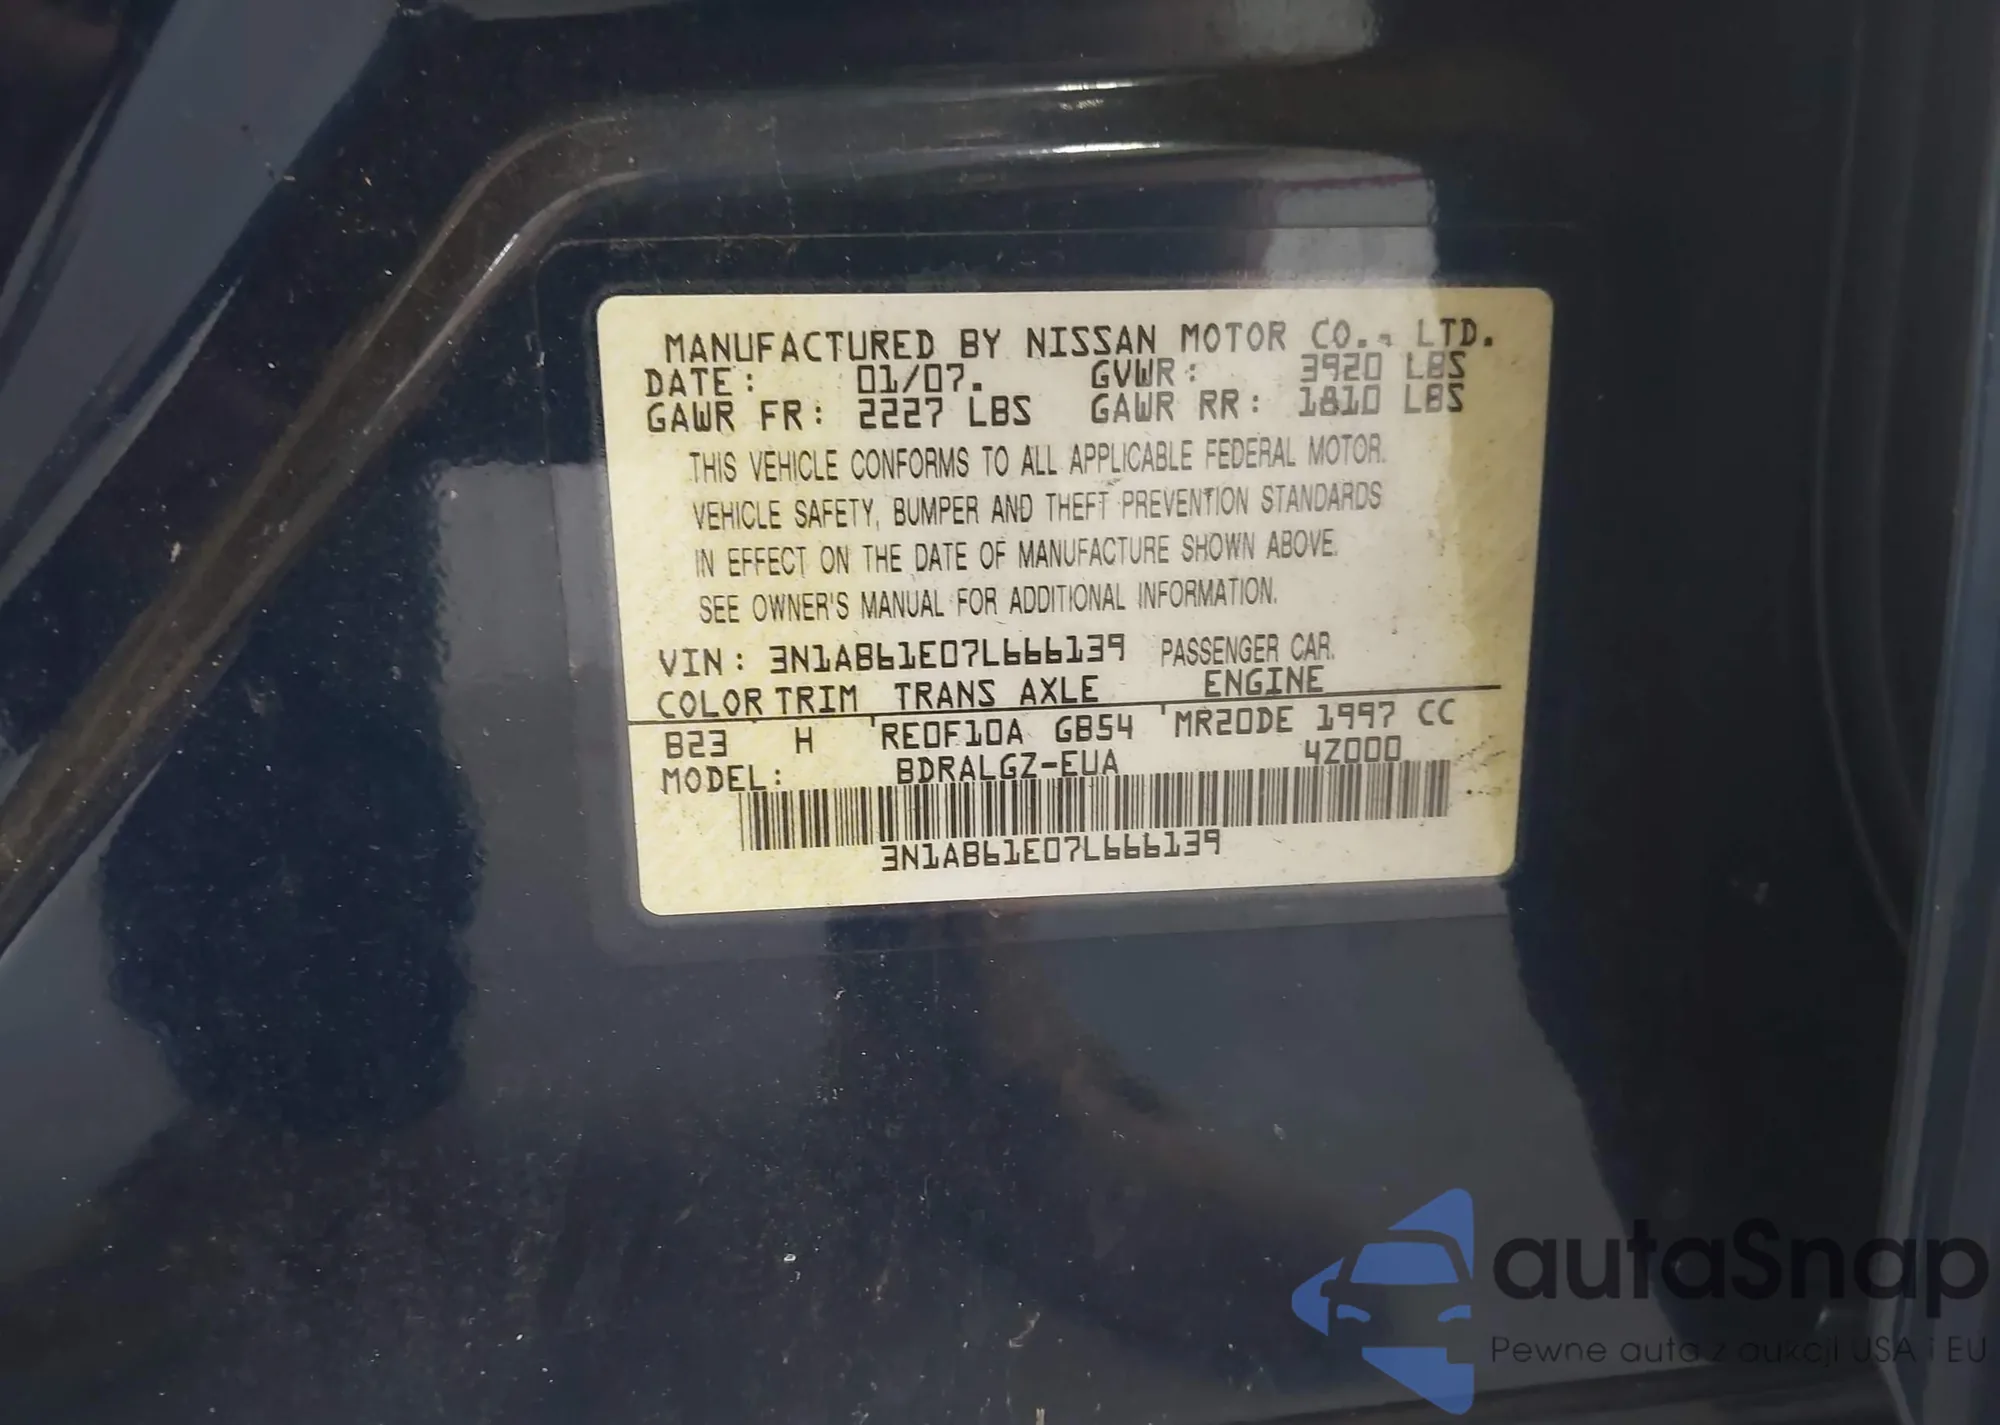 MANUFACTURED BY NISSAN MOTOR CO., LTD.
DATE: 01/07. GVWR: 3920 LBS
GAWR FR: 2227 LBS GAWR RR: 1810 LBS
THIS VEHICLE CONFORMS TO ALL APPLICABLE FEDERAL MOTOR
VEHICLE SAFETY, BUMPER AND THEFT PREVENTION STANDARDS
IN EFFECT ON THE DATE OF MANUFACTURE SHOWN ABOVE.
SEE OWNER'S MANUAL FOR ADDITIONAL INFORMATION.
VIN: 3N1AB61E07L666139 PASSENGER CAR.
COLOR TRIM TRANS AXLE ENGINE
B23 H RE0F10A GB54 MR20DE 1997 CC
MODEL: BDRALGZ-EUA 4Z000
3N1AB61E07L666139
autaSnap
Pewne auta z aukcji USA i EU